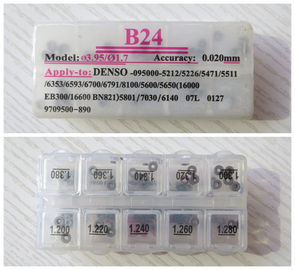 B24
Model: ø3.95/Ø1.7 Accuracy: 0.020mm
Apply-to: DENSO -095000-5212/5226/5471/5511
/6353/6593/6700/6791/8100/5600/5650(16000
EB300/16600 BN821)5801/7030/6140 07L 0127
9709500-890
1.380 1.360 1.340 1.320 1.300
1.200 1.220 1.240 1.260 1.280